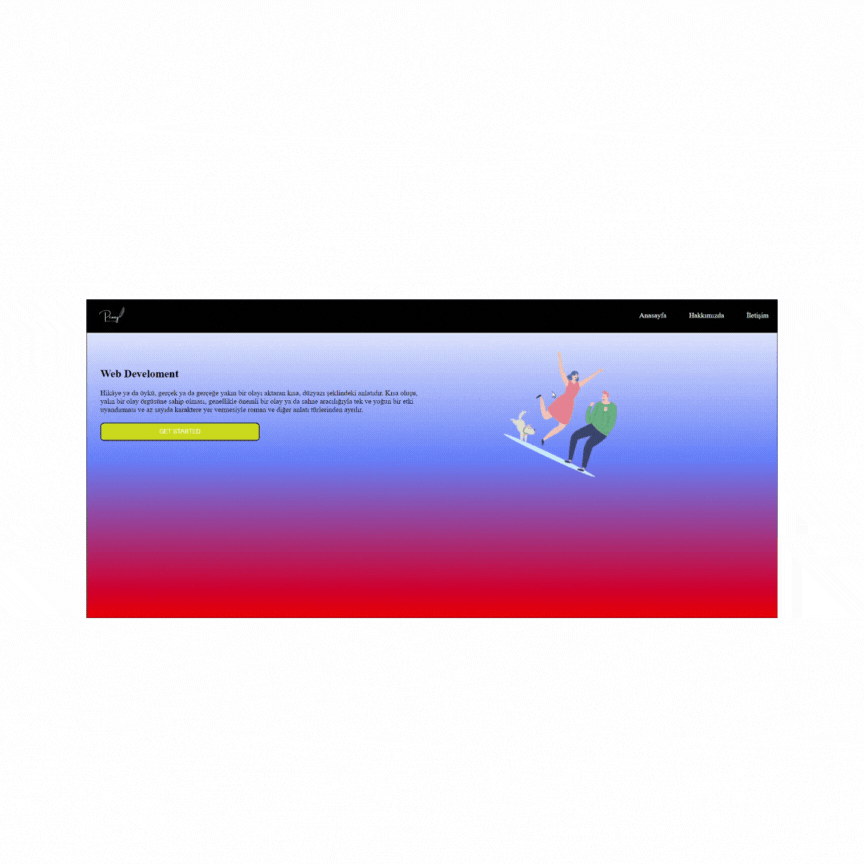 Anasayfa
Hakkımızda
İletişim
Web Develoment
Hikâye ya da öykü, gerçek ya da gerçeğe yakın bir olayı aktaran kısa, düzyazı şeklindeki anlatıdır. Kısa oluşu,
yalın bir olay örgüsüne sahip olması, genellikle önemli bir olay ya da sahne aracılığıyla tek ve yoğun bir etki
uyandırması ve az sayıda karaktere yer vermesiyle roman ve diğer anlatı türlerinden ayrılır.
GET STARTED